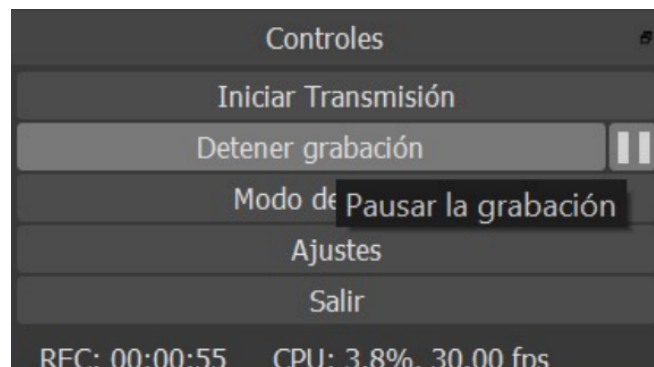 Controles
Iniciar Transmisión
Detener grabación
Modo de
Pausar la grabación
Ajustes
Salir
REC: 00:00:55 CPU: 3.8%, 30.00 fps